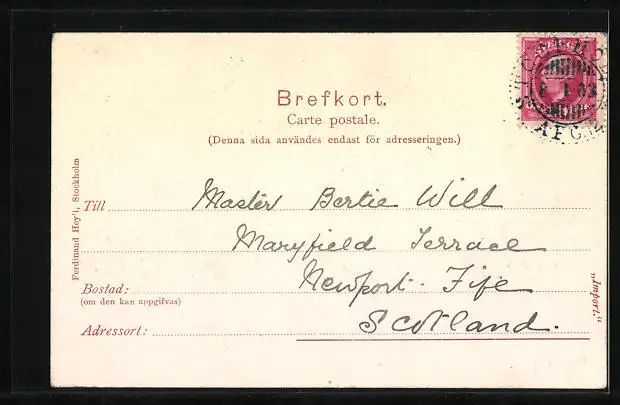 SVERIGE
Brefkort.
Carte postale.
(Denna sida användes endast för adresseringen.)
Till Master Bertie Will
Maryfield Terrace
Bostad: Newport. Fife
(om den kan uppgifvas)
Adressort: Scotland.
Ferdinand Hey'l, Stockholm
„Import."